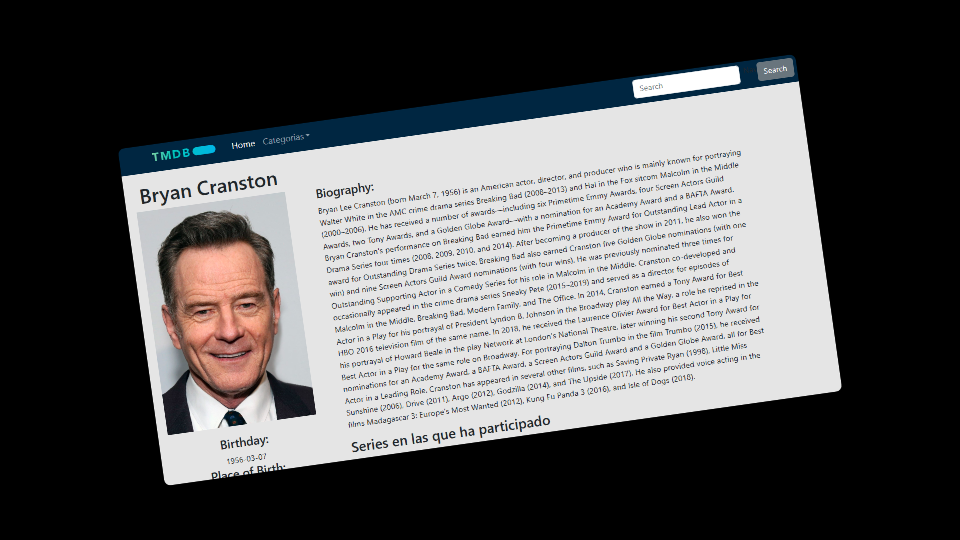 TMDB
Home
Categorias
Search
Search
Bryan Cranston
Birthday:
1956-03-07
Place of Birth:
Biography:
Bryan Lee Cranston (born March 7, 1956) is an American actor, director, and producer who is mainly known for portraying
Walter White in the AMC crime drama series Breaking Bad (2008–2013) and Hal in the Fox sitcom Malcolm in the Middle
(2000–2006). He has received a number of awards—including six Primetime Emmy Awards, four Screen Actors Guild
Awards, two Tony Awards, and a Golden Globe Award—with a nomination for an Academy Award and a BAFTA Award.
Bryan Cranston's performance on Breaking Bad earned him the Primetime Emmy Award for Outstanding Lead Actor in a
Drama Series four times (2008, 2009, 2010, and 2014). After becoming a producer of the show in 2011, he also won the
award for Outstanding Drama Series twice. Breaking Bad also earned Cranston five Golden Globe nominations (with one
win) and nine Screen Actors Guild Award nominations (with four wins). He was previously nominated three times for
Outstanding Supporting Actor in a Comedy Series for his role in Malcolm in the Middle. Cranston co-developed and
occasionally appeared in the crime drama series Sneaky Pete (2015–2019) and served as a director for episodes of
Malcolm in the Middle, Breaking Bad, Modern Family, and The Office. In 2014, Cranston earned a Tony Award for Best
Actor in a Play for his portrayal of President Lyndon B. Johnson in the Broadway play All the Way, a role he reprised in the
HBO 2016 television film of the same name. In 2018, he received the Laurence Olivier Award for Best Actor in a Play for
his portrayal of Howard Beale in the play Network at London's National Theatre, later winning his second Tony Award for
Best Actor in a Play for the same role on Broadway. For portraying Dalton Trumbo in the film Trumbo (2015), he received
nominations for an Academy Award, a BAFTA Award, a Screen Actors Guild Award and a Golden Globe Award, all for Best
Actor in a Leading Role. Cranston has appeared in several other films, such as Saving Private Ryan (1998), Little Miss
Sunshine (2006), Drive (2011), Argo (2012), Godzilla (2014), and The Upside (2017). He also provided voice acting in the
films Madagascar 3: Europe's Most Wanted (2012), Kung Fu Panda 3 (2016), and Isle of Dogs (2018).
Series en las que ha participado